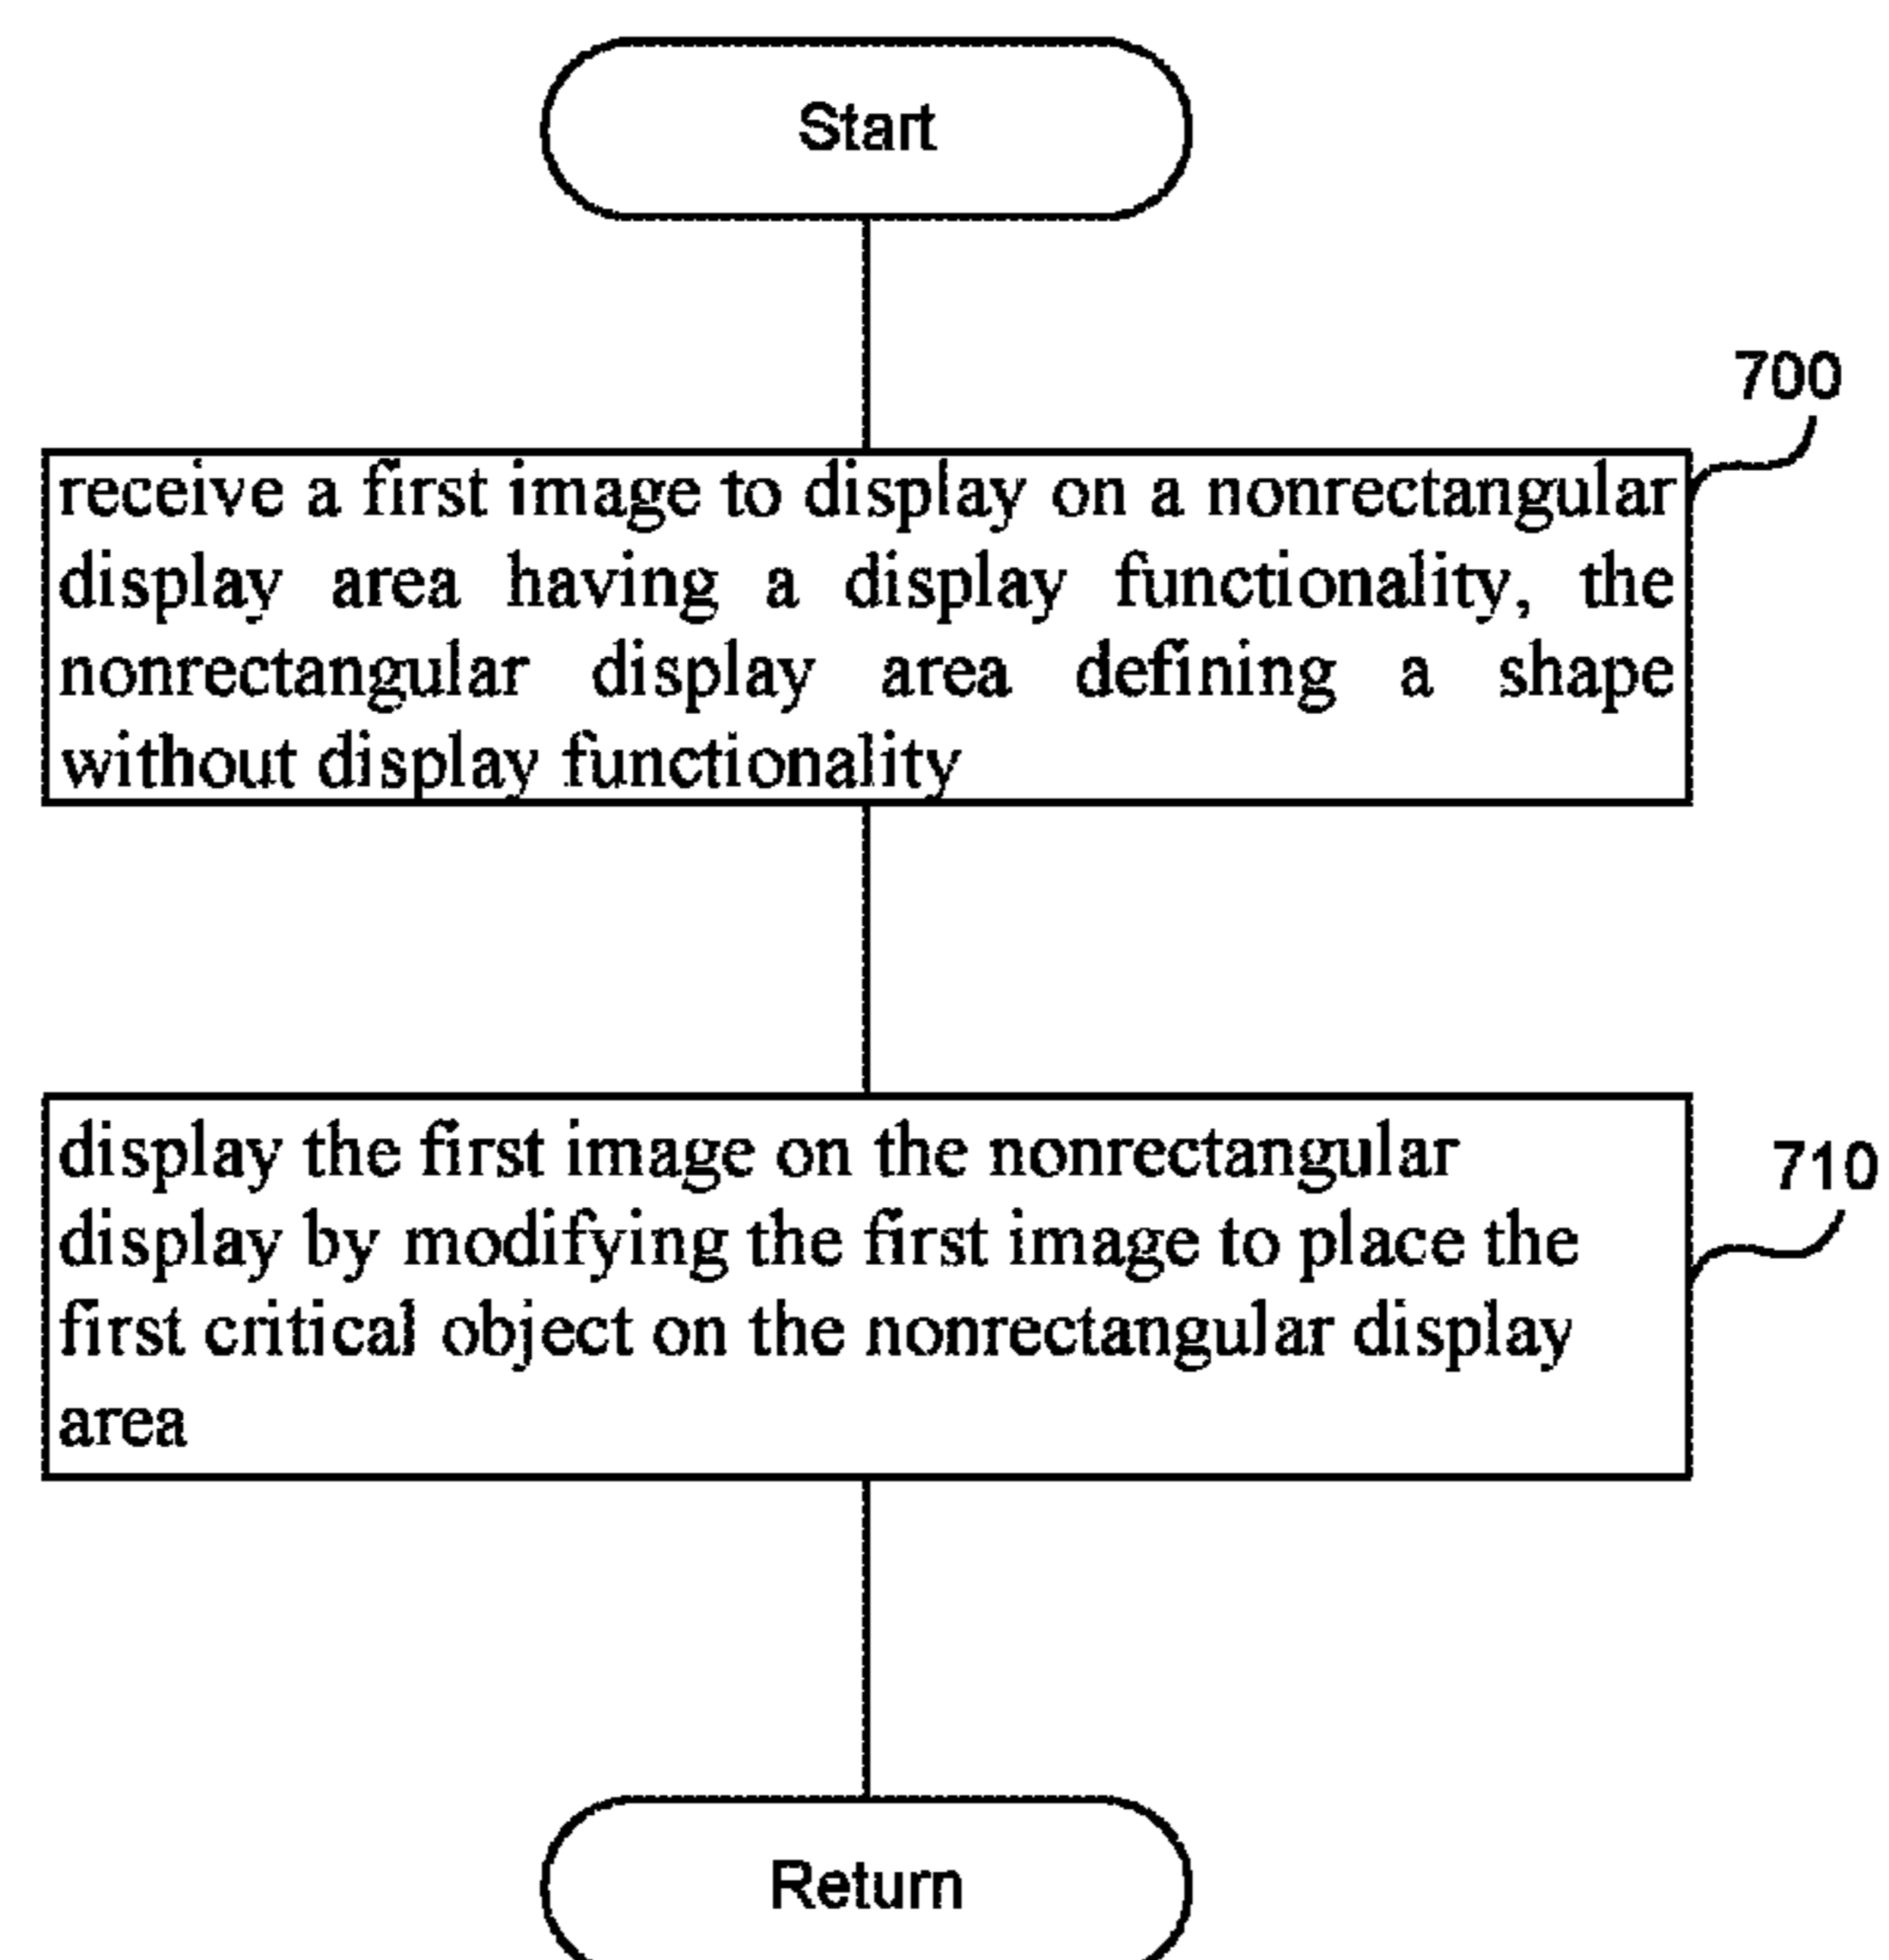 Start
700
receive a first image to display on a nonrectangular
display area having a display functionality, the
nonrectangular display area defining a shape
without display functionality
display the first image on the nonrectangular
710
display by modifying the first image to place the
first critical object on the nonrectangular display
area
Return